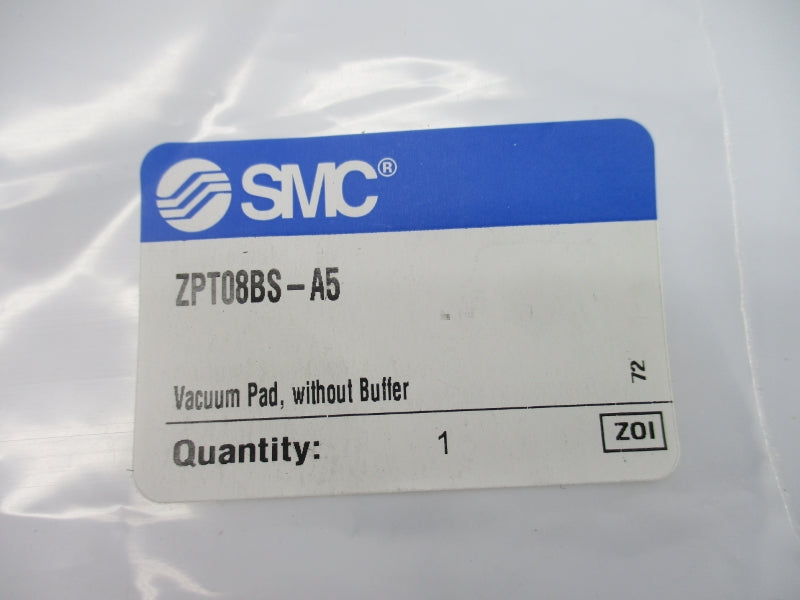 SMC®
ZPT08BS-A5
72
Vacuum Pad, without Buffer
Quantity: 1
ZOI